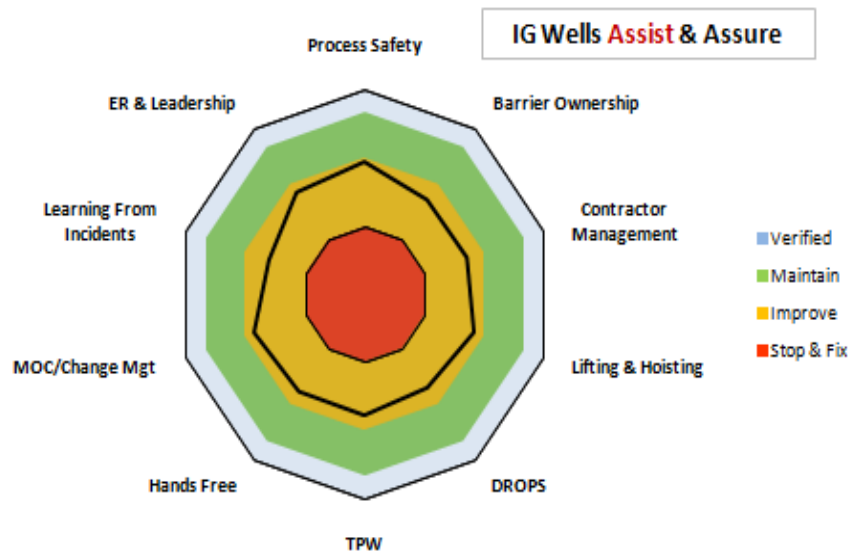 IG Wells Assist & Assure
Process Safety
ER & Leadership
Barrier Ownership
Learning From
Incidents
Contractor
Management
Verified
Maintain
Improve
Stop & Fix
MOC/Change Mgt
Lifting & Hoisting
Hands Free
DROPS
TPW